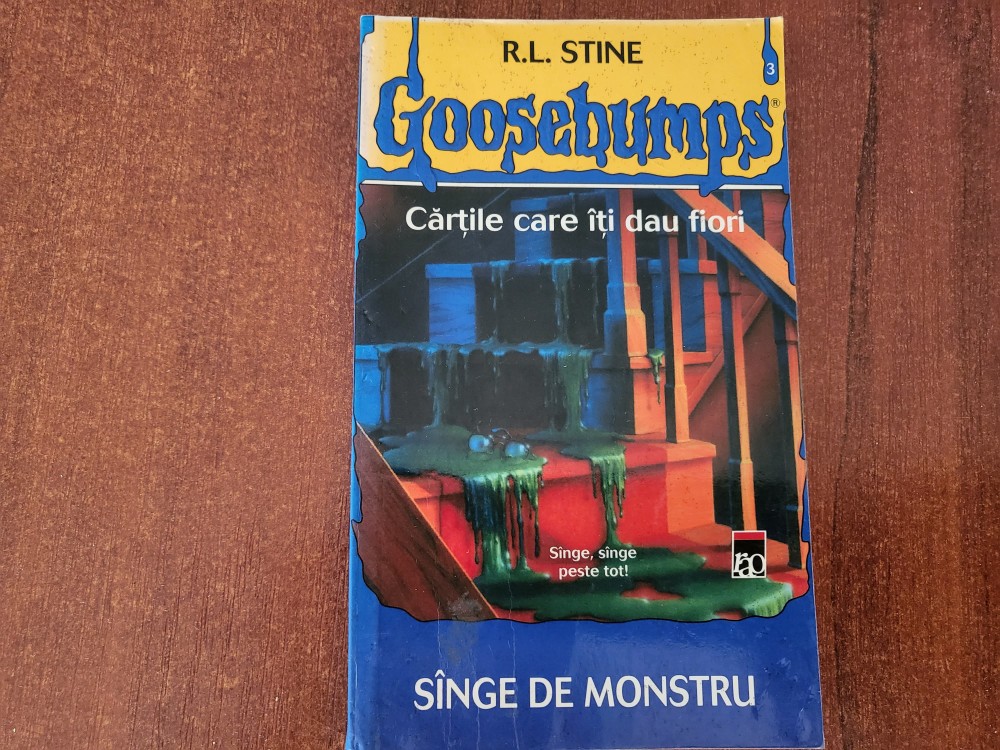 R.L. STINE
3
Goosebumps®
Cărțile care îți dau fiori
Sînge, sînge
peste tot!
rao
SÎNGE DE MONSTRU